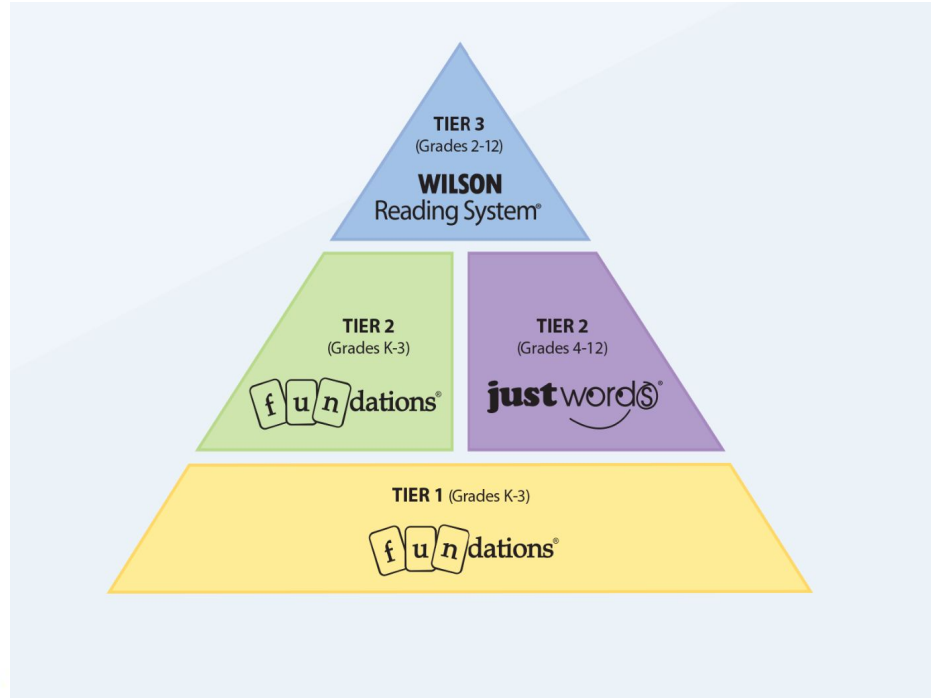 TIER 3
(Grades 2-12)
WILSON
Reading System®
TIER 2
(Grades K-3)
fundations®
TIER 2
(Grades 4-12)
just words®
TIER 1 (Grades K-3)
fundations®